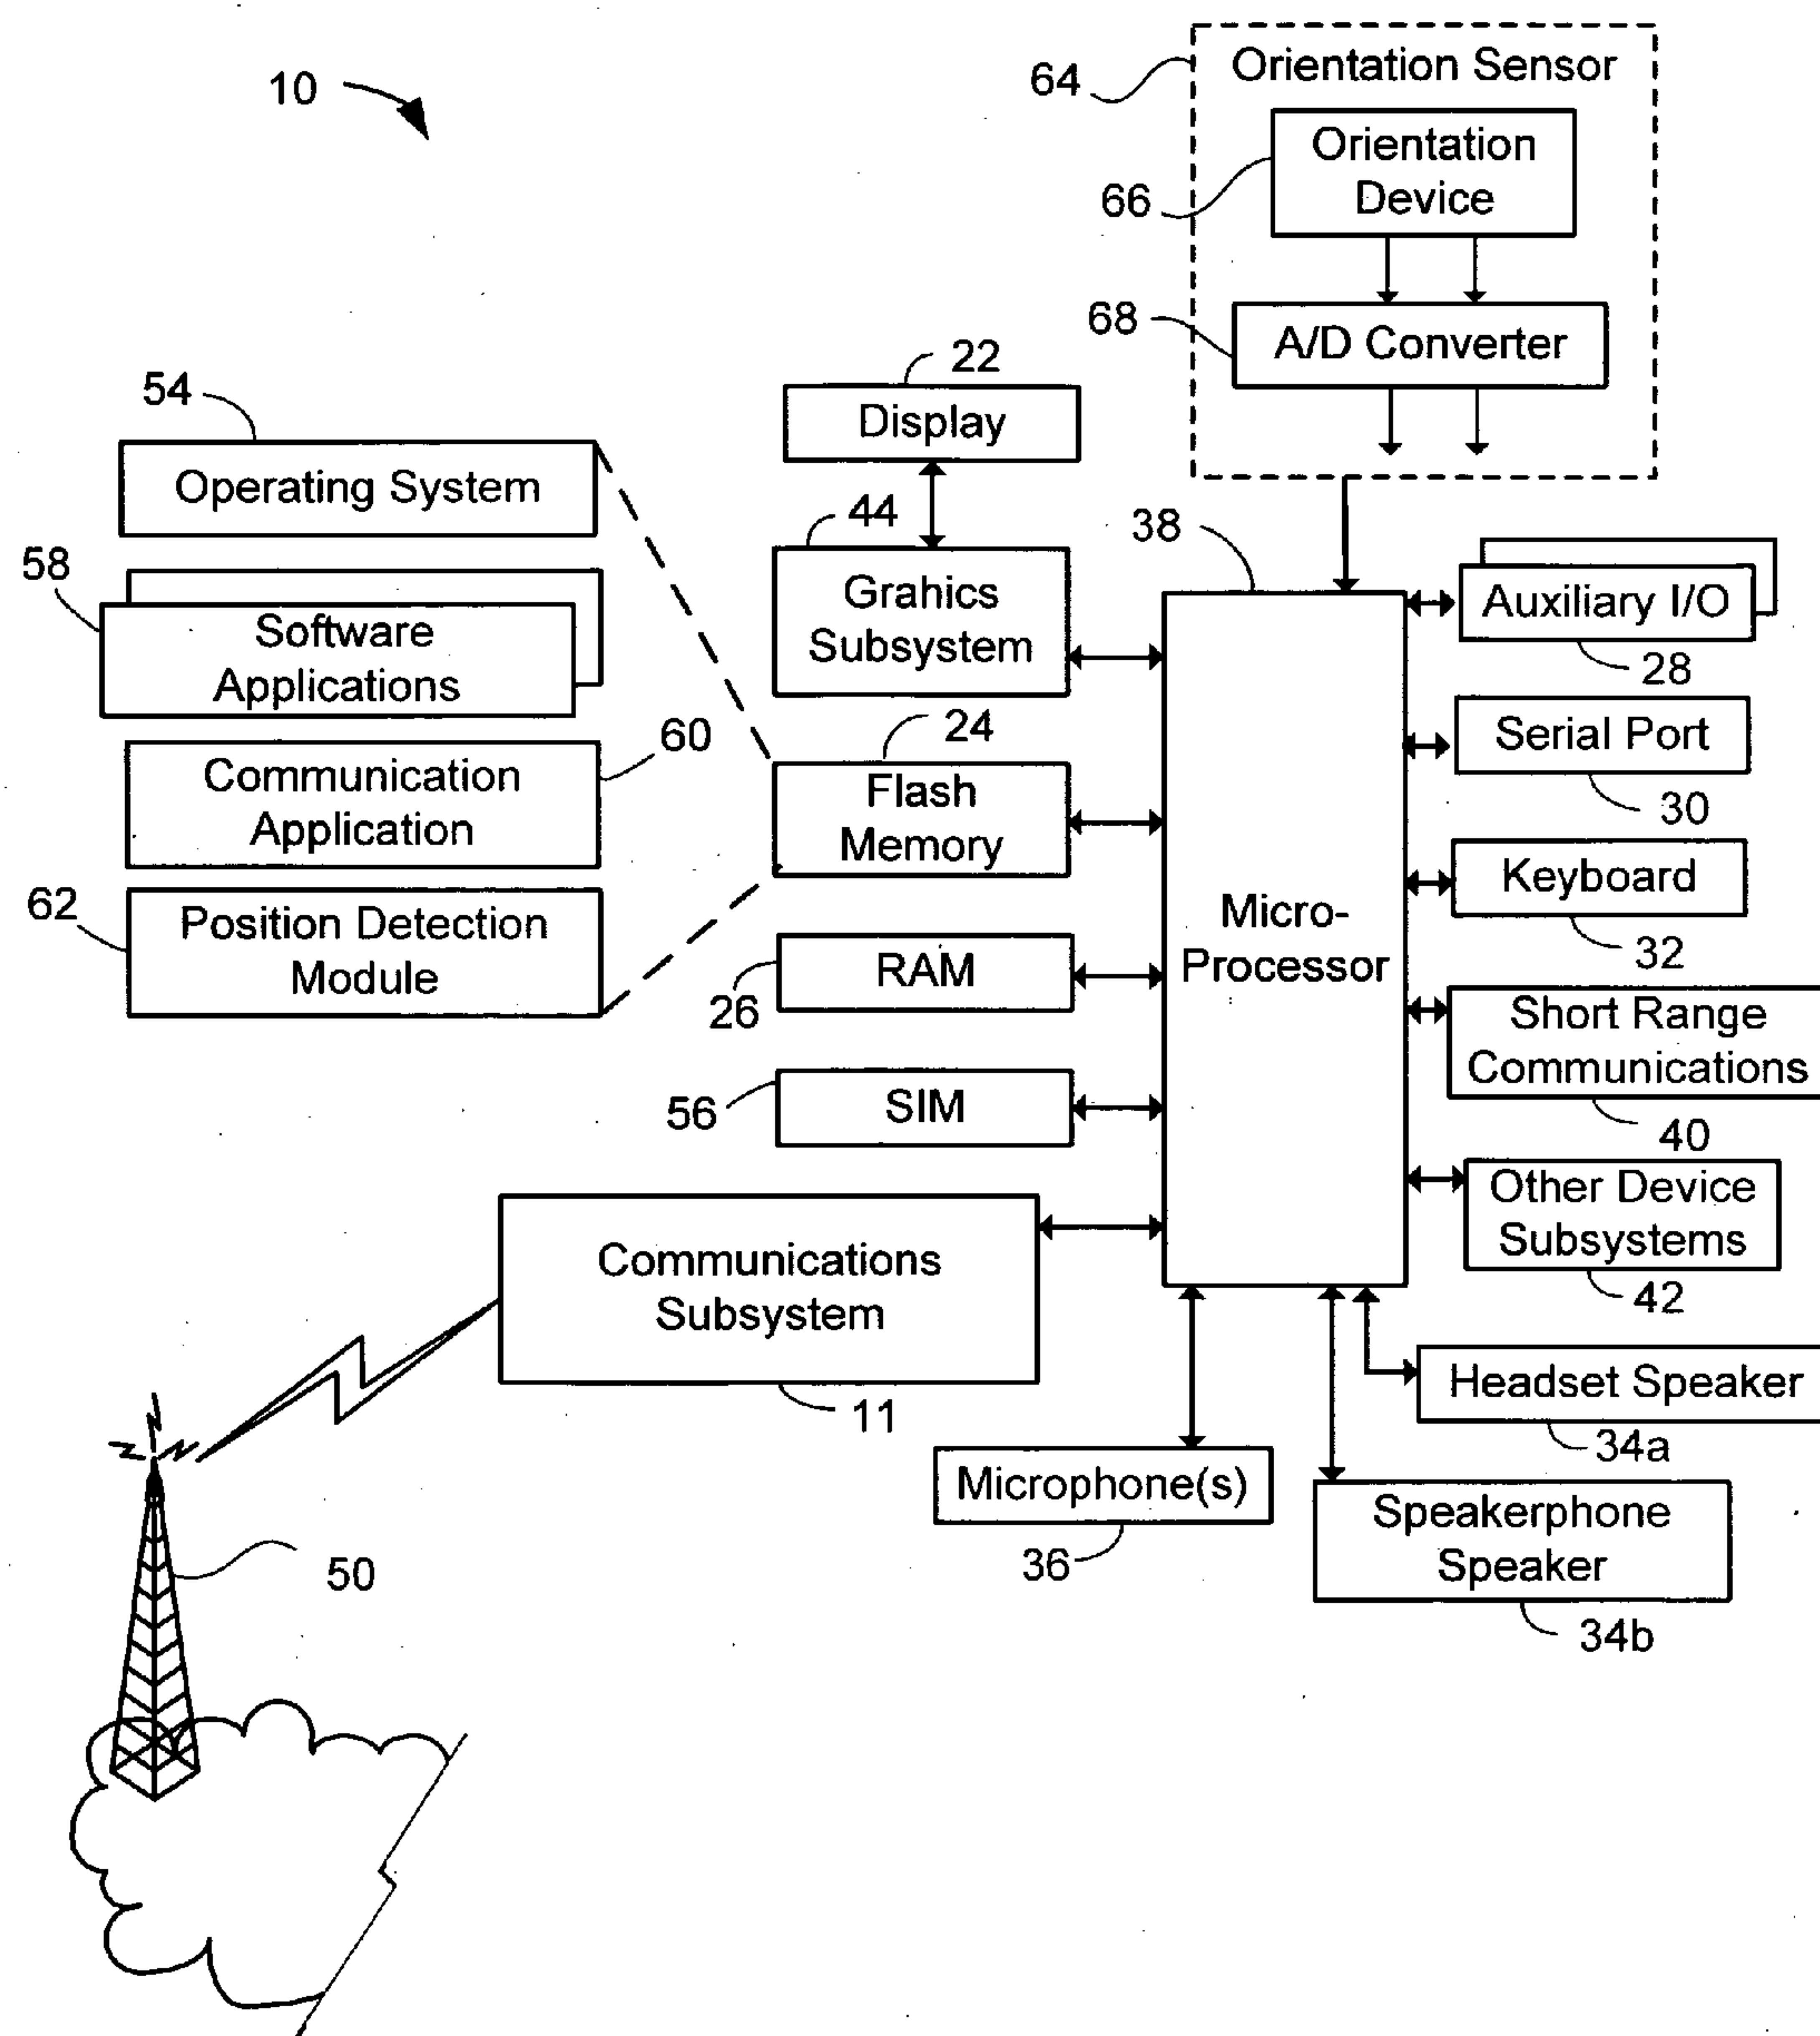 10
64
Orientation Sensor
66
Orientation
Device
68
A/D Converter
22
Display
54
Operating System
44
Grahics
Subsystem
38
58
Software
Applications
Auxiliary I/O
28
60
Communication
Application
24
Flash
Memory
Serial Port
30
62
Position Detection
Module
Micro-
Processor
Keyboard
32
26
RAM
Short Range
Communications
40
56
SIM
Other Device
Subsystems
42
Communications
Subsystem
11
Headset Speaker
34a
Microphone(s)
36
Speakerphone
Speaker
34b
50